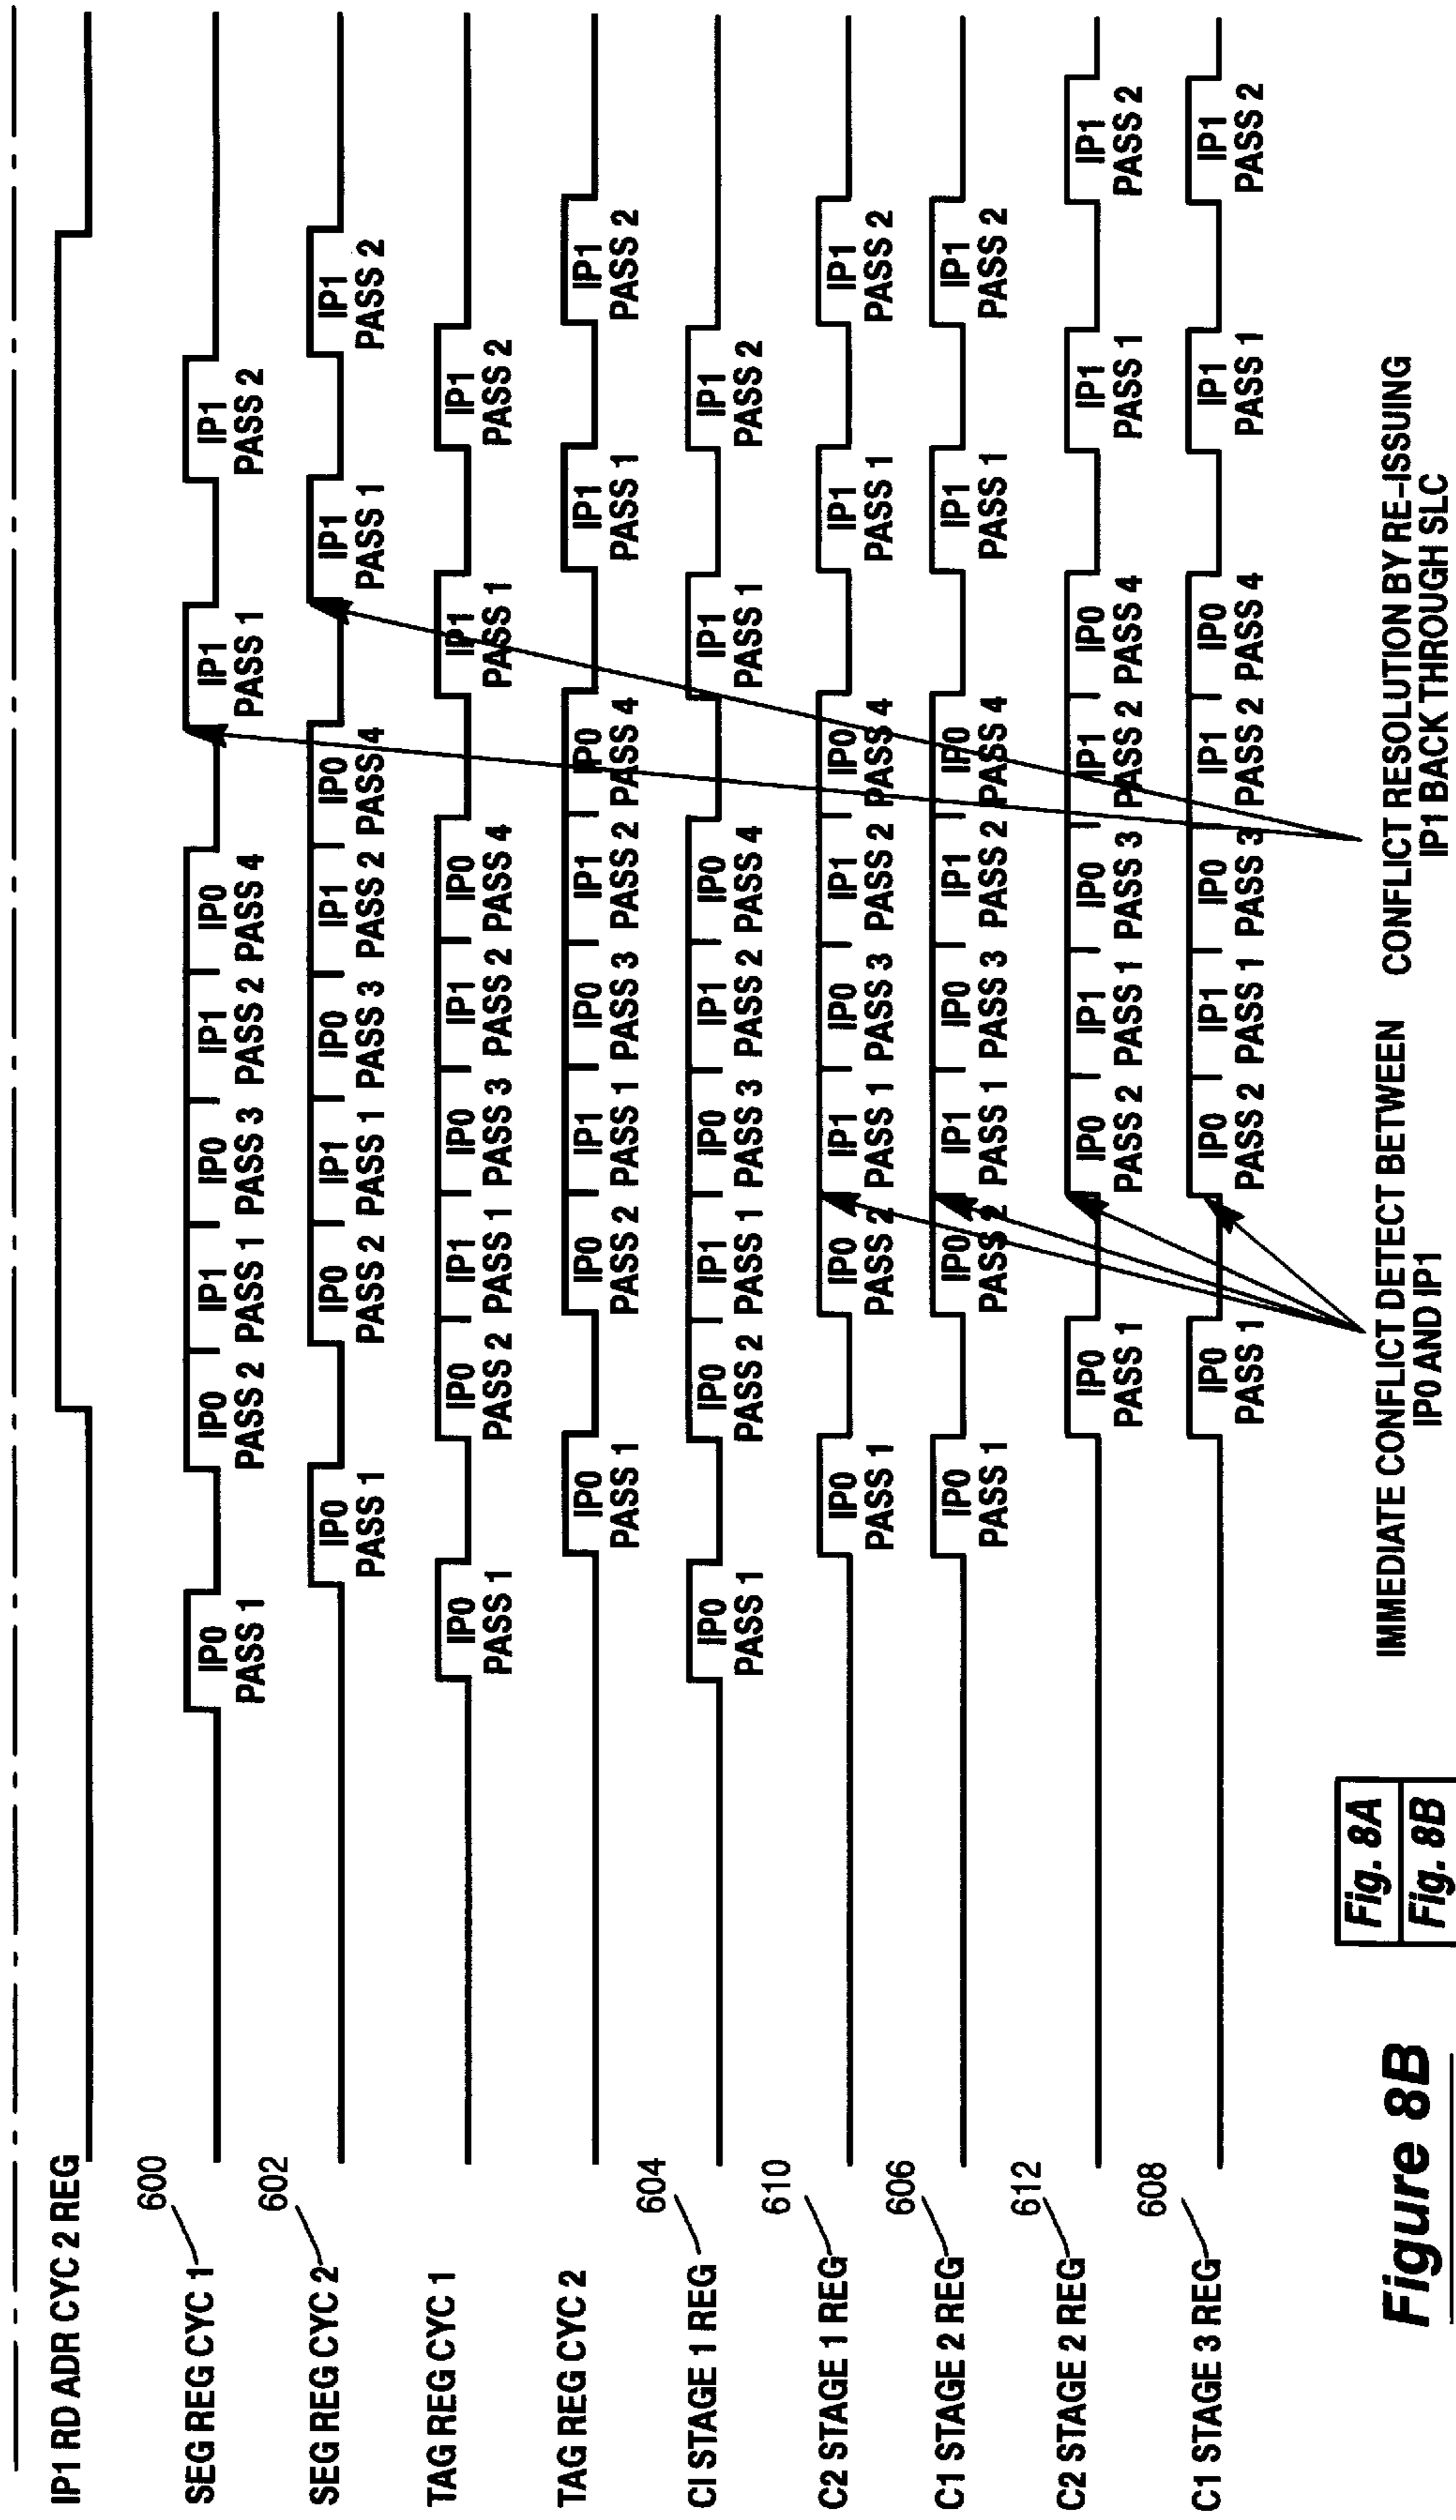 IP1 RD ADR CYC 2 REG
600
SEG REG CYC 1 IP0 IP0 IP1 IP0 IP1 IP0 IP1 IP1
PASS 1 PASS 2 PASS 1 PASS 3 PASS 2 PASS 4 PASS 1 PASS 2
602
SEG REG CYC 2 IP0 IP0 IP1 IP0 IP1 IP0 IP1 IP1
PASS 1 PASS 2 PASS 1 PASS 3 PASS 2 PASS 4 PASS 1 PASS 2
TAG REG CYC 1 IP0 IP0 IP1 IP0 IP1 IP0 IP1 IP1
PASS 1 PASS 2 PASS 1 PASS 3 PASS 2 PASS 4 PASS 1 PASS 2
TAG REG CYC 2 IP0 IP0 IP1 IP0 IP1 IP0 IP1 IP1
PASS 1 PASS 2 PASS 1 PASS 3 PASS 2 PASS 4 PASS 1 PASS 2
604
CI STAGE 1 REG IP0 IP0 IP1 IP0 IP1 IP0 IP1 IP1
PASS 1 PASS 2 PASS 1 PASS 3 PASS 2 PASS 4 PASS 1 PASS 2
610
C2 STAGE 1 REG IP0 IP0 IP1 IP0 IP1 IP0 IP1 IP1
PASS 1 PASS 2 PASS 1 PASS 3 PASS 2 PASS 4 PASS 1 PASS 2
606
C1 STAGE 2 REG IP0 IP0 IP1 IP0 IP1 IP0 IP1 IP1
PASS 1 PASS 2 PASS 1 PASS 3 PASS 2 PASS 4 PASS 1 PASS 2
612
C2 STAGE 2 REG IP0 IP0 IP1 IP0 IP1 IP0 IP1 IP1
PASS 1 PASS 2 PASS 1 PASS 3 PASS 2 PASS 4 PASS 1 PASS 2
608
C1 STAGE 3 REG IP0 IP0 IP1 IP0 IP1 IP0 IP1 IP1
PASS 1 PASS 2 PASS 1 PASS 3 PASS 2 PASS 4 PASS 1 PASS 2
IMMEDIATE CONFLICT DETECT BETWEEN
IP0 AND IP1
CONFLICT RESOLUTION BY RE-ISSUING
IP1 BACK THROUGH SLC
Fig. 8A
Fig. 8B
Figure 8B